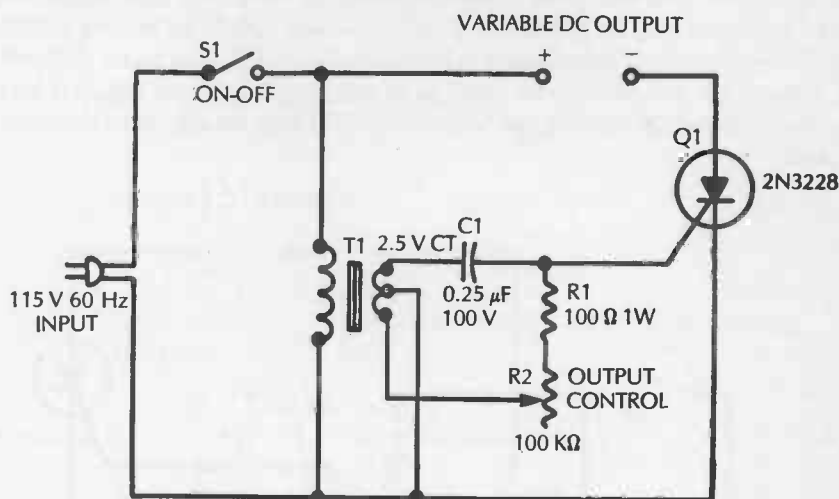 VARIABLE DC OUTPUT
S1
+
−
ON-OFF
Q1
2N3228
T1
2.5 V CT
C1
115 V 60 Hz
INPUT
0.25 µF
100 V
R1
100 Ω 1W
R2
OUTPUT
CONTROL
100 KΩ